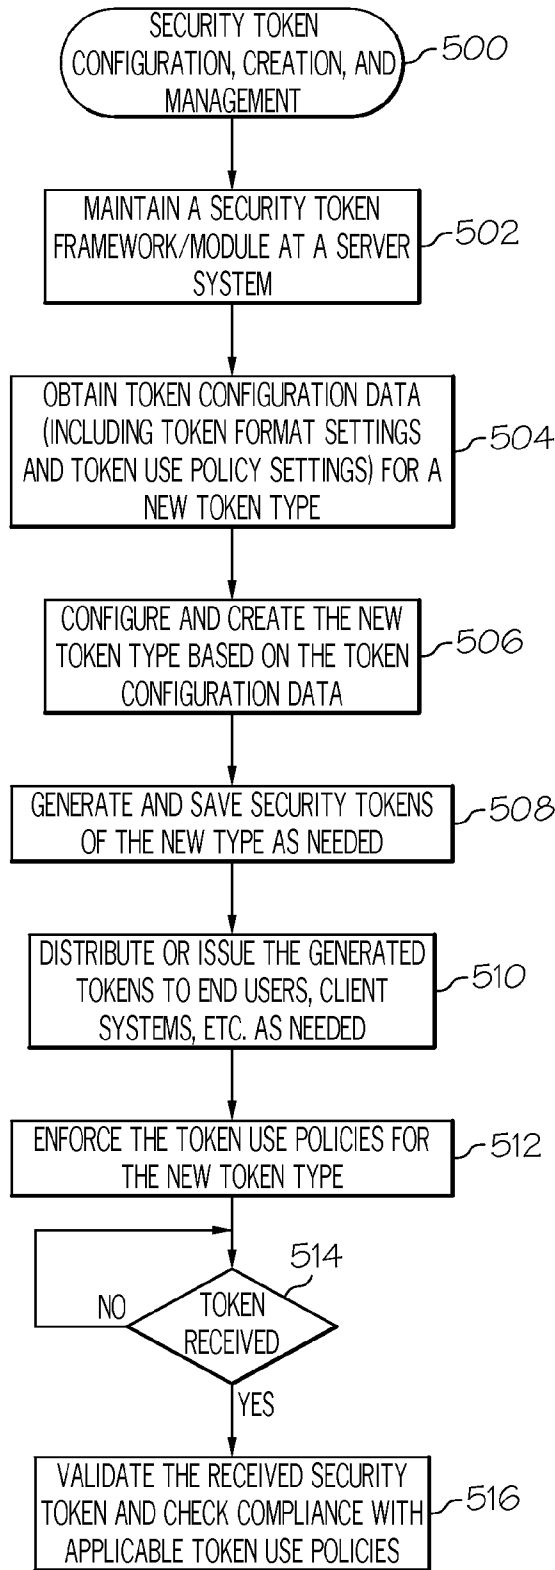 SECURITY TOKEN
CONFIGURATION, CREATION, AND
MANAGEMENT
500
MAINTAIN A SECURITY TOKEN
FRAMEWORK/MODULE AT A SERVER
SYSTEM
502
OBTAIN TOKEN CONFIGURATION DATA
(INCLUDING TOKEN FORMAT SETTINGS
AND TOKEN USE POLICY SETTINGS) FOR A
NEW TOKEN TYPE
504
CONFIGURE AND CREATE THE NEW
TOKEN TYPE BASED ON THE TOKEN
CONFIGURATION DATA
506
GENERATE AND SAVE SECURITY TOKENS
OF THE NEW TYPE AS NEEDED
508
DISTRIBUTE OR ISSUE THE GENERATED
TOKENS TO END USERS, CLIENT
SYSTEMS, ETC. AS NEEDED
510
ENFORCE THE TOKEN USE POLICIES FOR
THE NEW TOKEN TYPE
512
514
NO
TOKEN
RECEIVED
YES
VALIDATE THE RECEIVED SECURITY
TOKEN AND CHECK COMPLIANCE WITH
APPLICABLE TOKEN USE POLICIES
516